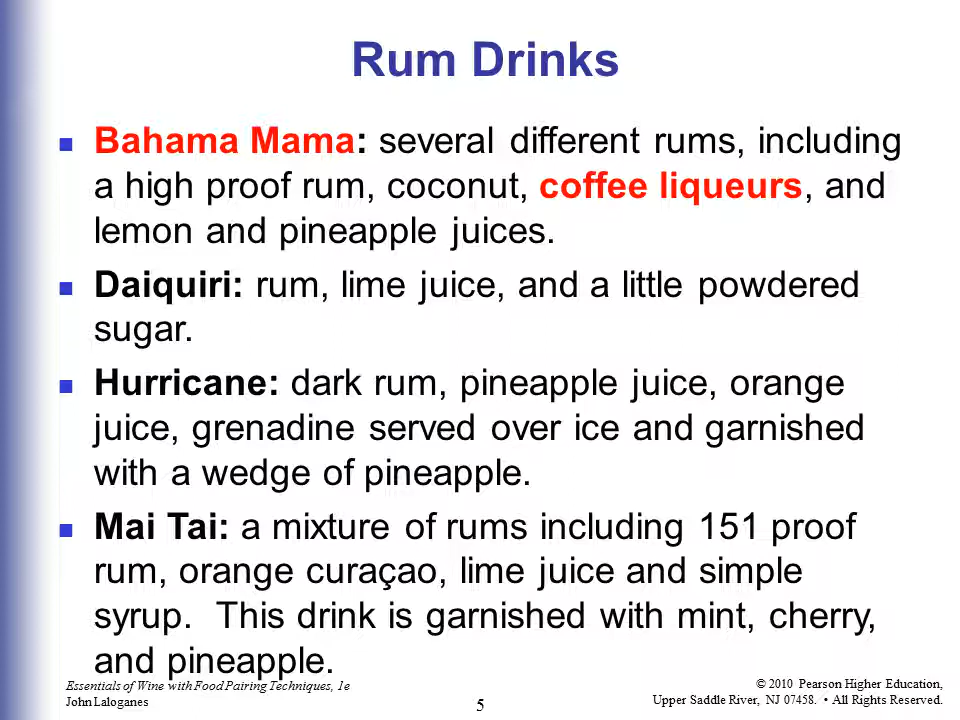 Rum Drinks
Bahama Mama: several different rums, including
a high proof rum, coconut, coffee liqueurs, and
lemon and pineapple juices.
Daiquiri: rum, lime juice, and a little powdered
sugar.
Hurricane: dark rum, pineapple juice, orange
juice, grenadine served over ice and garnished
with a wedge of pineapple.
Mai Tai: a mixture of rums including 151 proof
rum, orange curaçao, lime juice and simple
syrup. This drink is garnished with mint, cherry,
and pineapple.
Essentials of Wine with Food Pairing Techniques, 1e
John Laloganes
5
© 2010 Pearson Higher Education,
Upper Saddle River, NJ 07458. • All Rights Reserved.